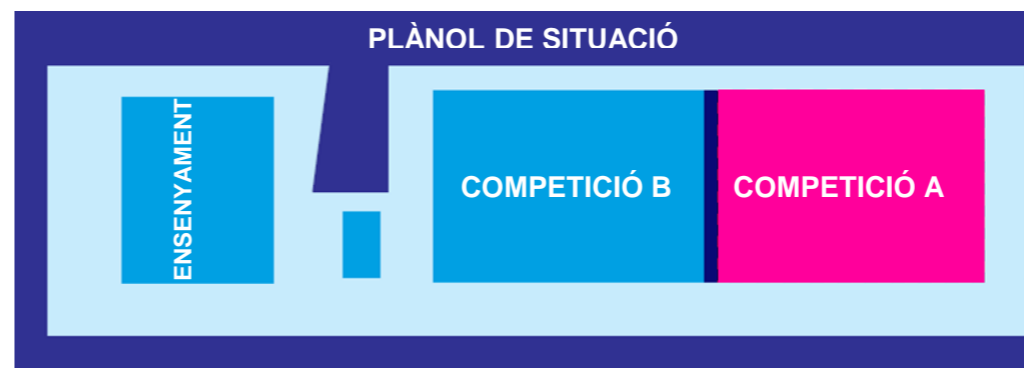 PLÀNOL DE SITUACIÓ
ENSENYAMENT
COMPETICIÓ B
COMPETICIÓ A